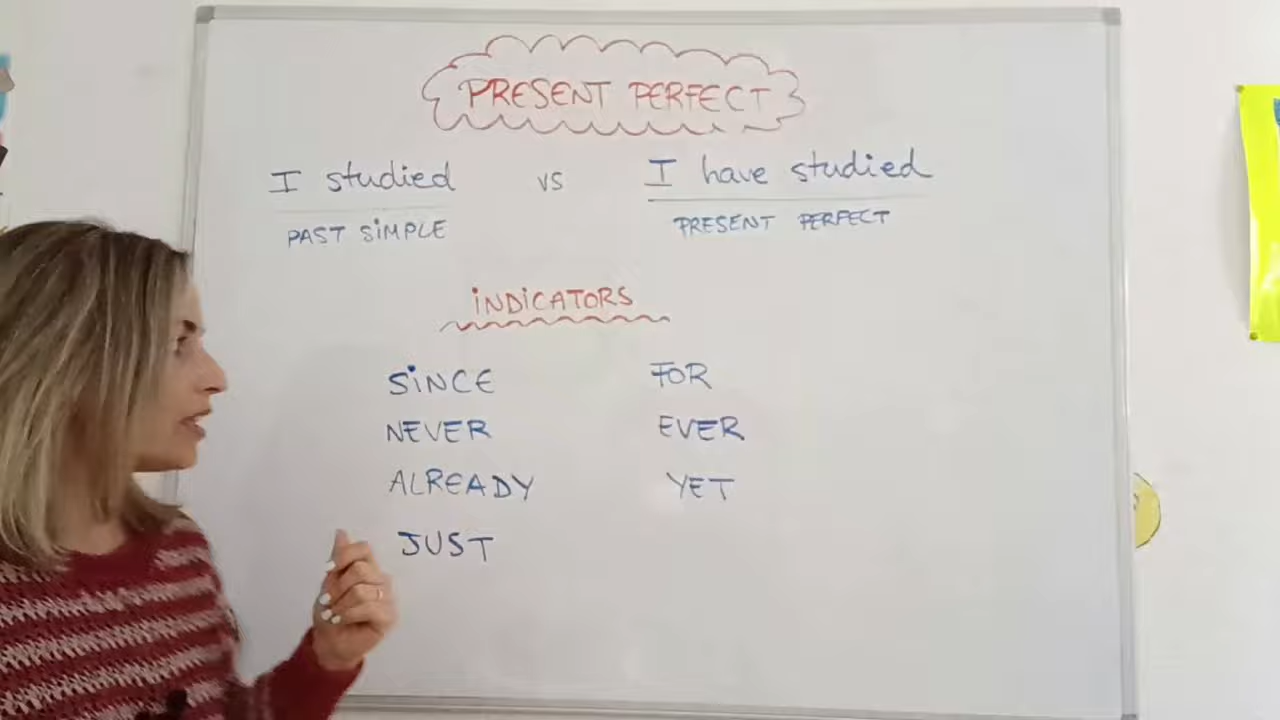 PRESENT PERFECT
I studied vs I have studied
PAST SIMPLE PRESENT PERFECT
INDICATORS
SINCE FOR
NEVER EVER
ALREADY YET
JUST